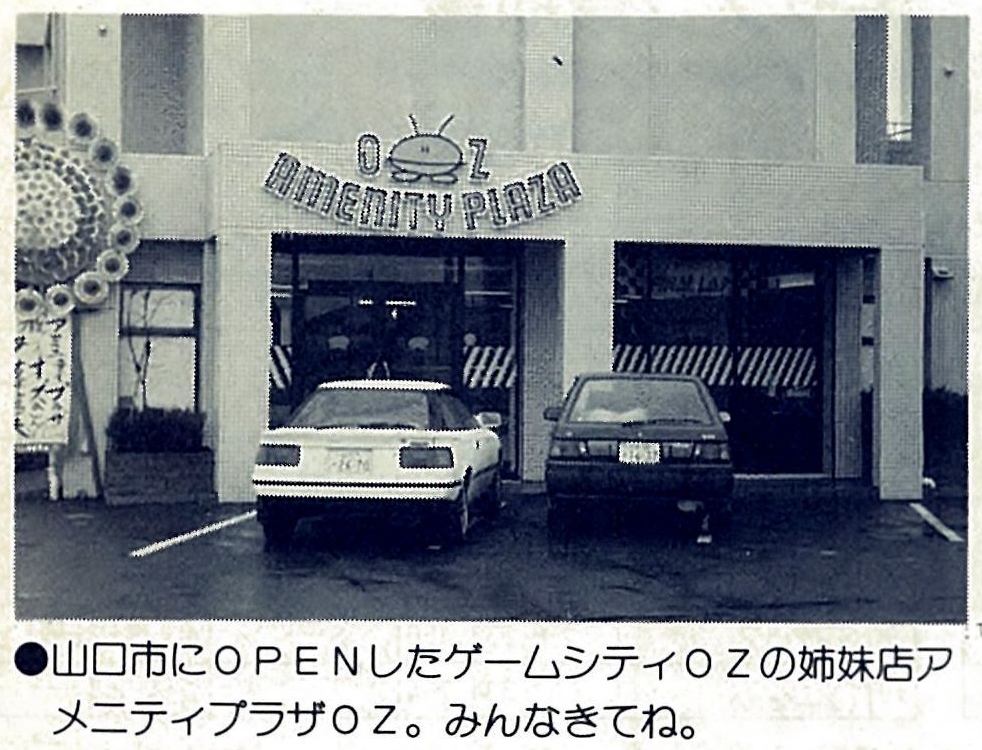 O Z
AMENITY PLAZA
FINAL LAP
●山口市にＯＰＥＮしたゲームシティＯＺの姉妹店ア
メニティプラザＯＺ。みんなきてね。